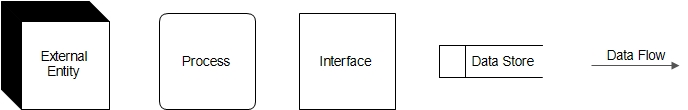 External
Entity
Process
Interface
Data Store
Data Flow